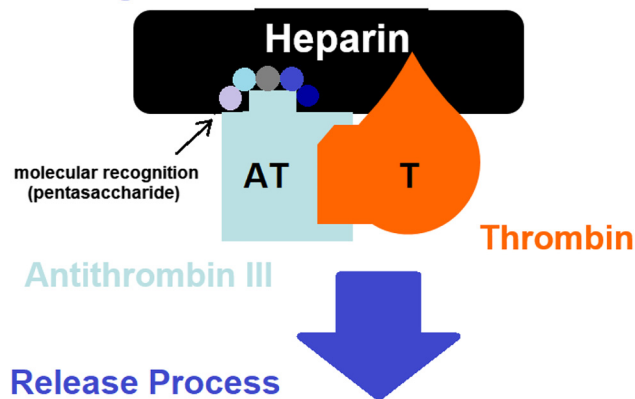 Heparin
molecular recognition
(pentasaccharide)
AT
T
Thrombin
Antithrombin III
Release Process